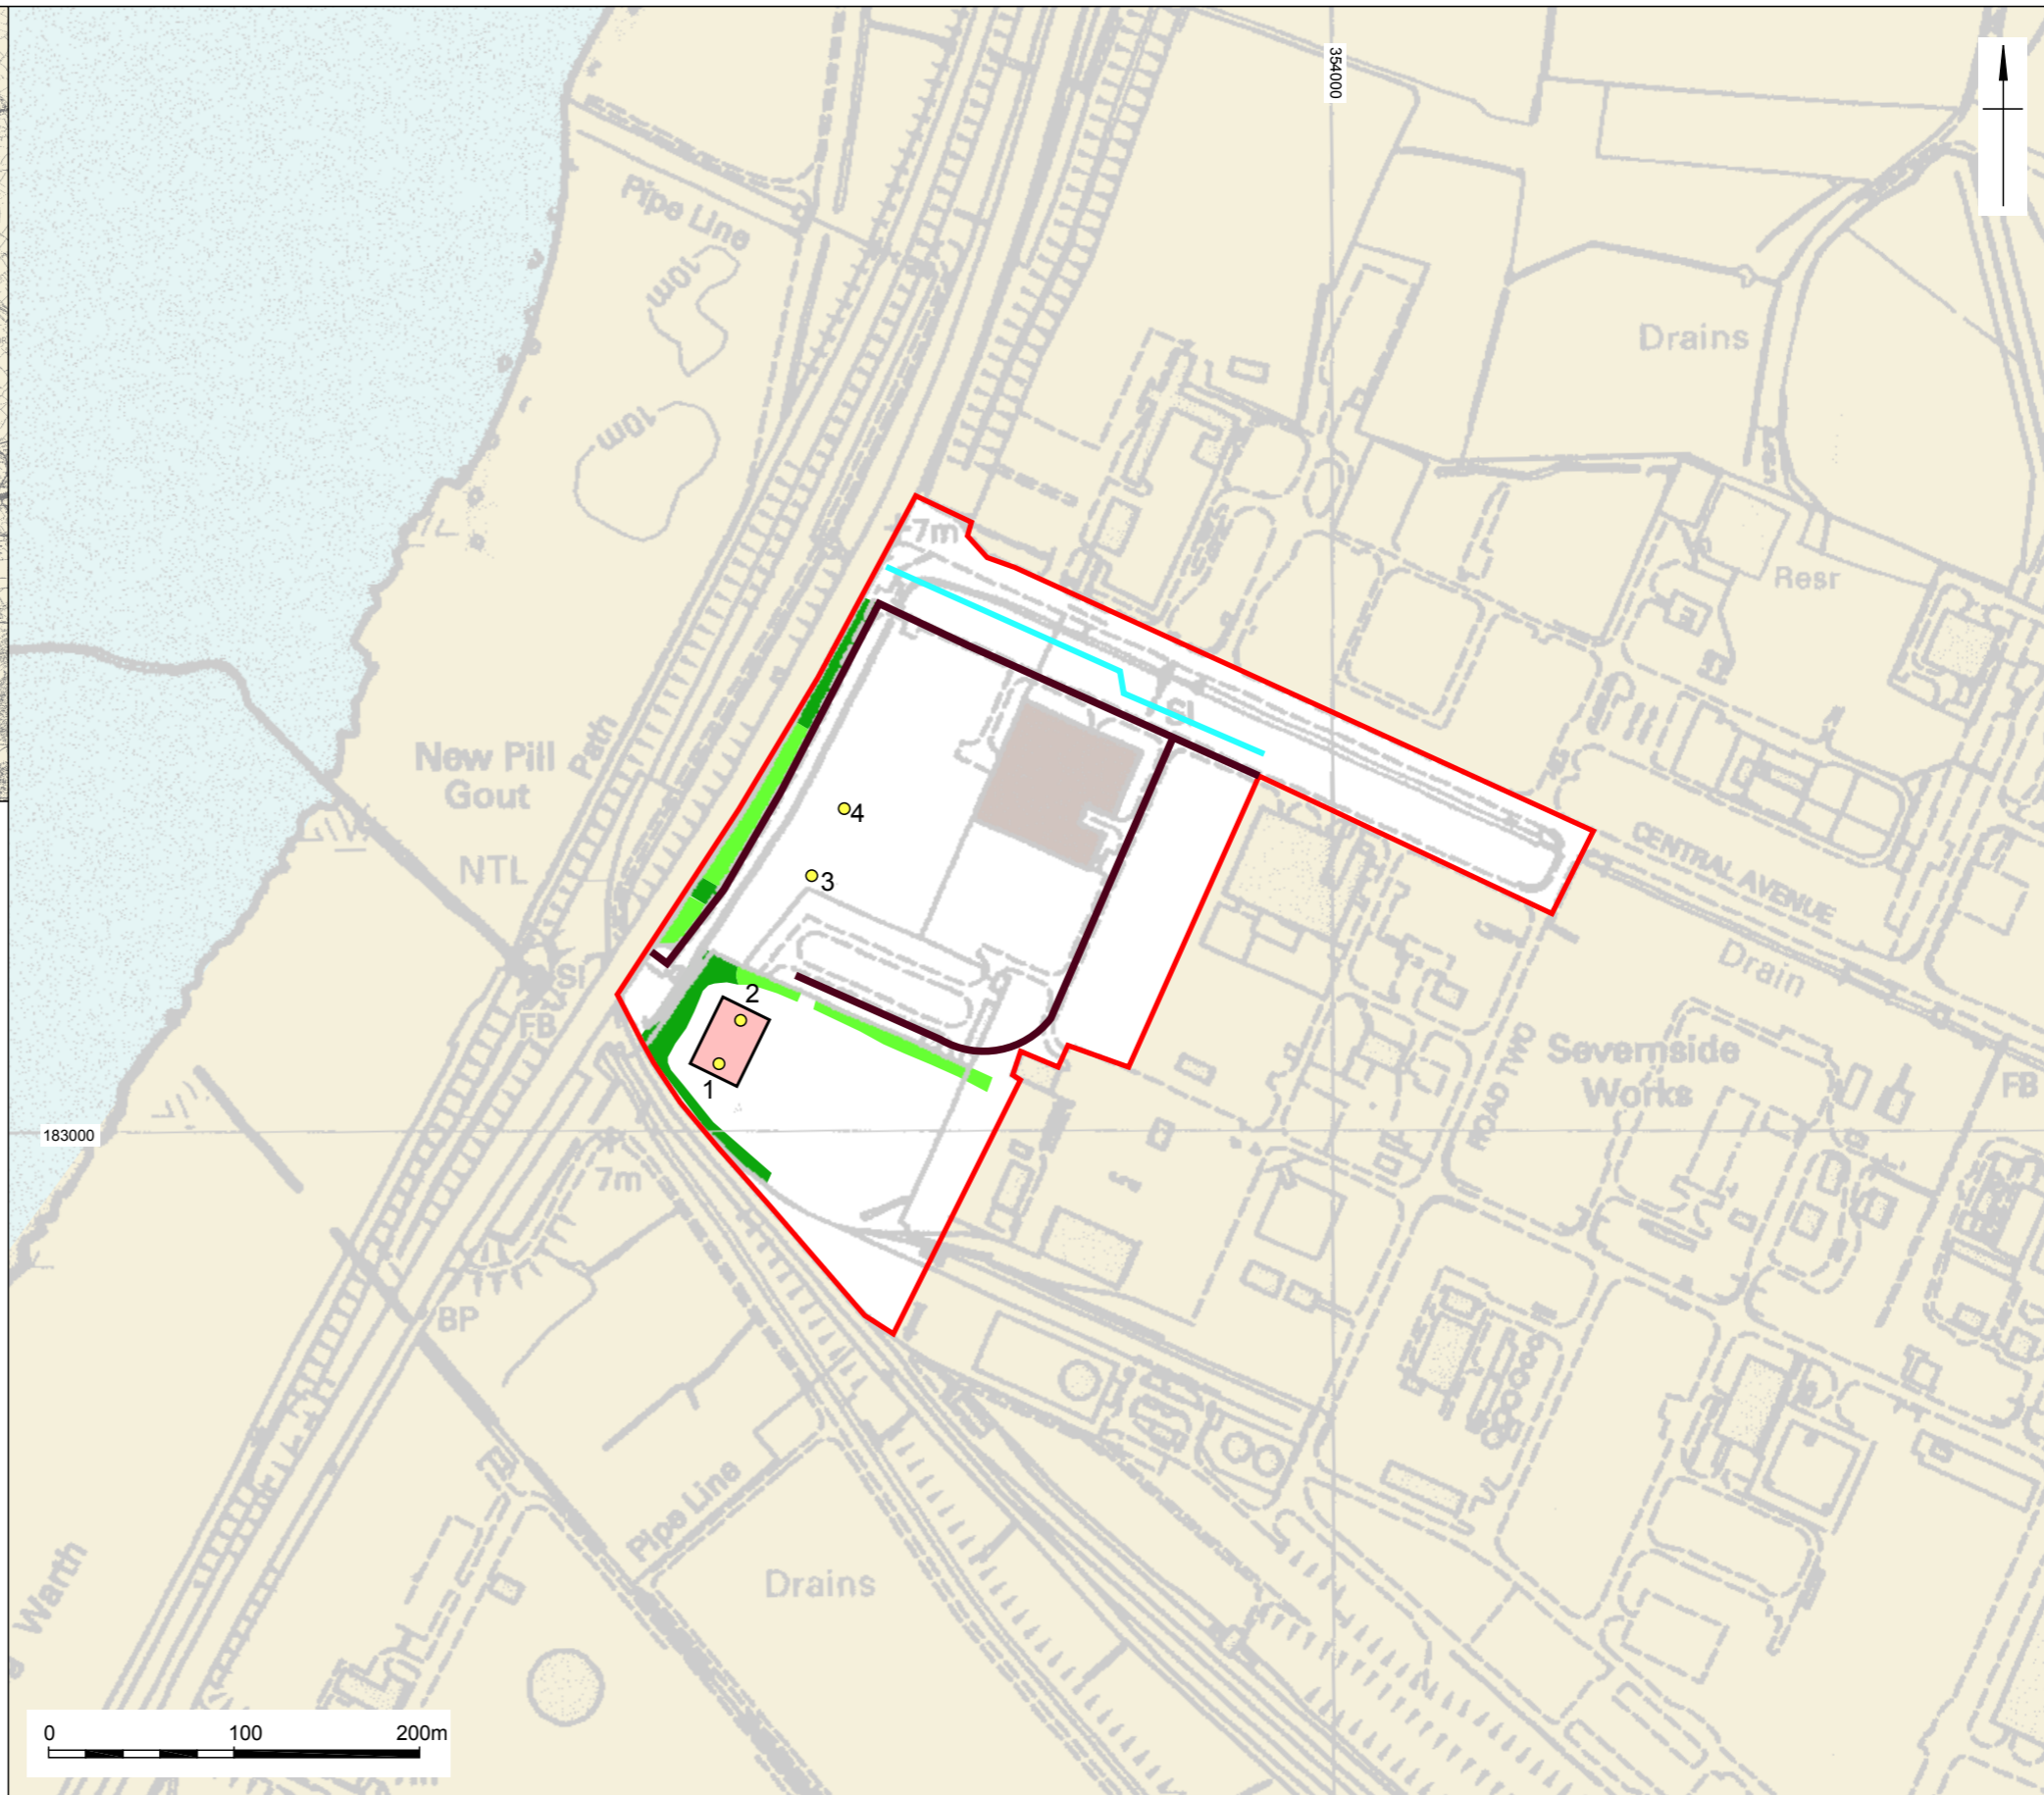 354000
Pipe Line
10m
10m
Drains
7m
Resr
SI
Path
New Pill
Gout
4
NTL
3
CENTRAL AVENUE
Drain
SI
FB
2
ROAD TWO
Severnside
Works
FB
1
183000
7m
BP
Pipe Line
Warth
Drains
0 100 200m